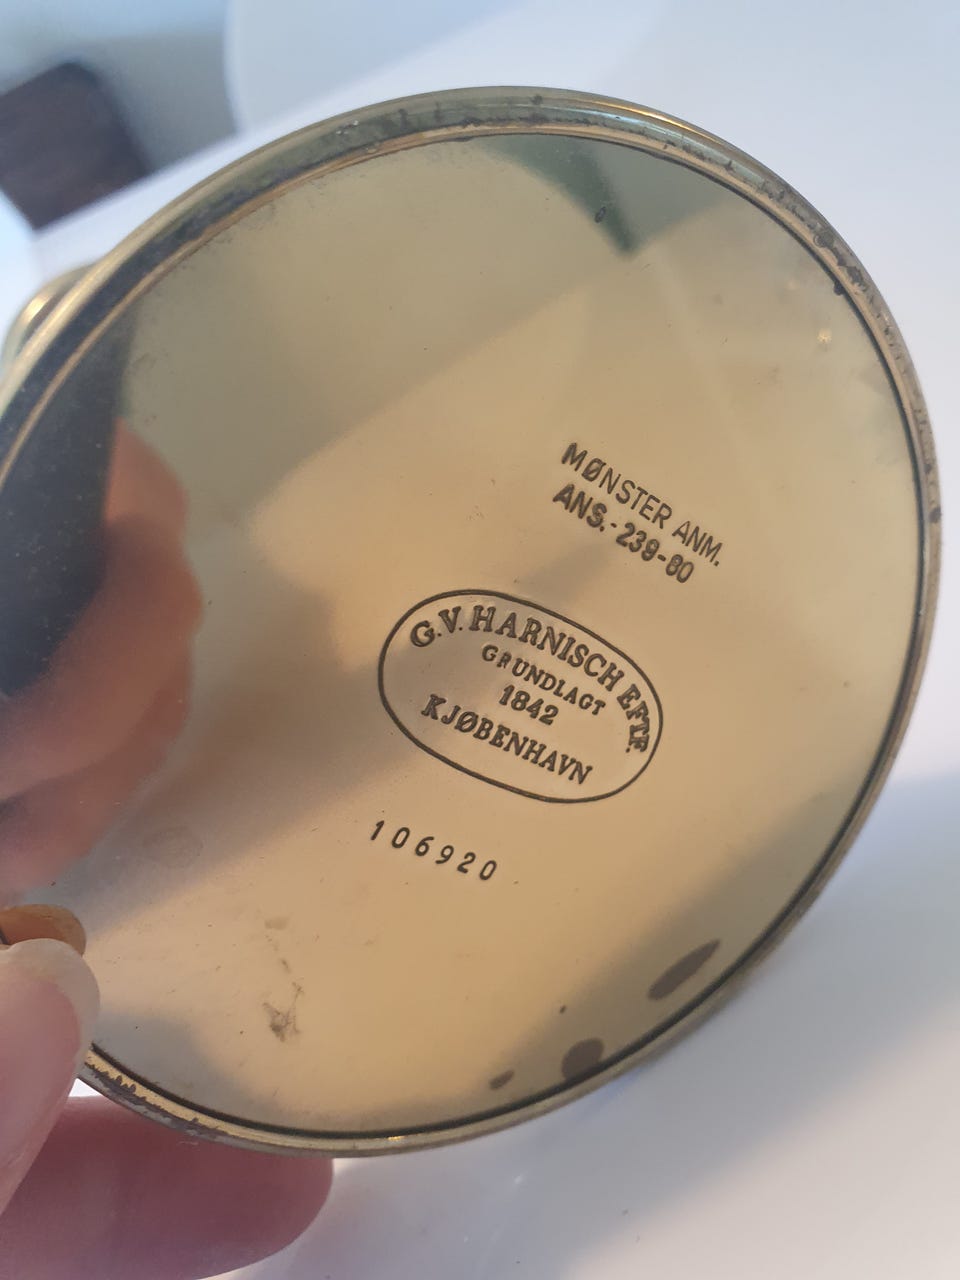 MØNSTER ANM.
ANS.-239-80
G.V. HARNISCH EFTF.
GRUNDLAGT
1842
KJØBENHAVN
106920